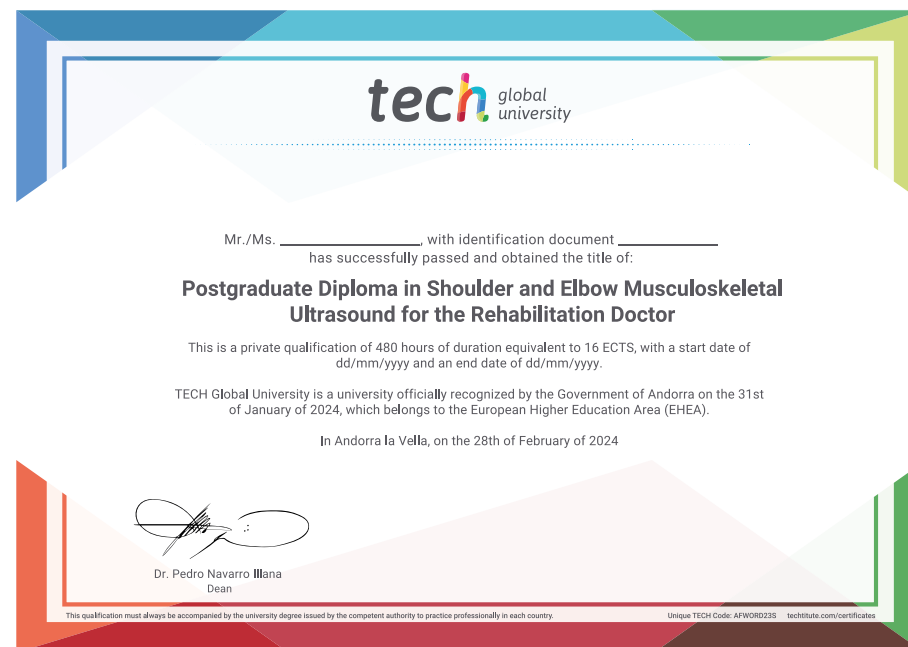 tech global
university
Mr./Ms. ____________, with identification document ____________
has successfully passed and obtained the title of:
Postgraduate Diploma in Shoulder and Elbow Musculoskeletal
Ultrasound for the Rehabilitation Doctor
This is a private qualification of 480 hours of duration equivalent to 16 ECTS, with a start date of
dd/mm/yyyy and an end date of dd/mm/yyyy.
TECH Global University is a university officially recognized by the Government of Andorra on the 31st
of January of 2024, which belongs to the European Higher Education Area (EHEA).
In Andorra la Vella, on the 28th of February of 2024
Dr. Pedro Navarro Illana
Dean
This qualification must always be accompanied by the university degree issued by the competent authority to practice professionally in each country.
Unique TECH Code: AFWORD23S techtitute.com/certificates